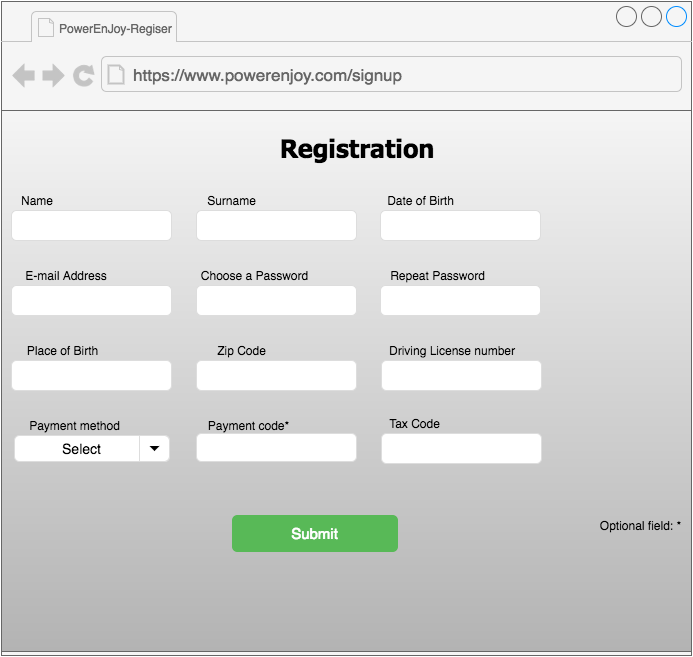 PowerEnJoy-Regiser
https://www.powerenjoy.com/signup
Registration
Name Surname Date of Birth
E-mail Address Choose a Password Repeat Password
Place of Birth Zip Code Driving License number
Payment method Payment code* Tax Code
Select
Submit Optional field: *